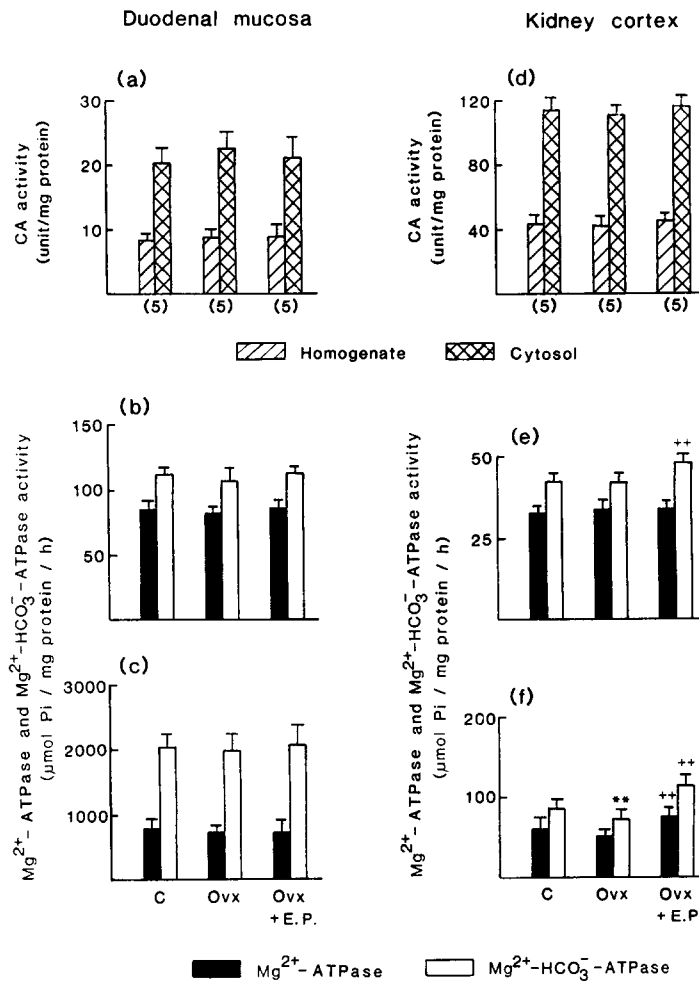 Duodenal mucosa
Kidney cortex
(a)
30
20
10
CA activity
(unit/mg protein)
(5) (5) (5)
(d)
120
80
40
CA activity
(unit/mg protein)
(5) (5) (5)
Homogenate
Cytosol
(b)
150
100
50
(c)
3000
2000
1000
Mg2+- ATPase and Mg2+-HCO3−-ATPase activity
(μmol Pi / mg protein / h)
C
Ovx
Ovx
+ E.P.
(e)
50
25
++
(f)
200
100
**
++
++
Mg2+- ATPase and Mg2+-HCO3−-ATPase activity
(μmol Pi / mg protein / h)
C
Ovx
Ovx
+ E.P
Mg2+-ATPase
Mg2+-HCO3−-ATPase